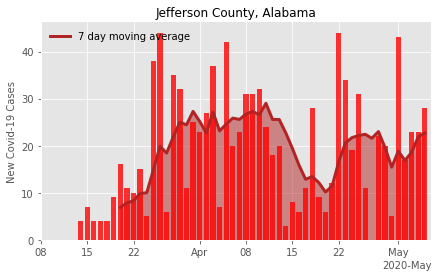 Jefferson County, Alabama
7 day moving average
New Covid-19 Cases
40
30
20
10
0
08 15 22 Apr 08 15 22 May
2020-May